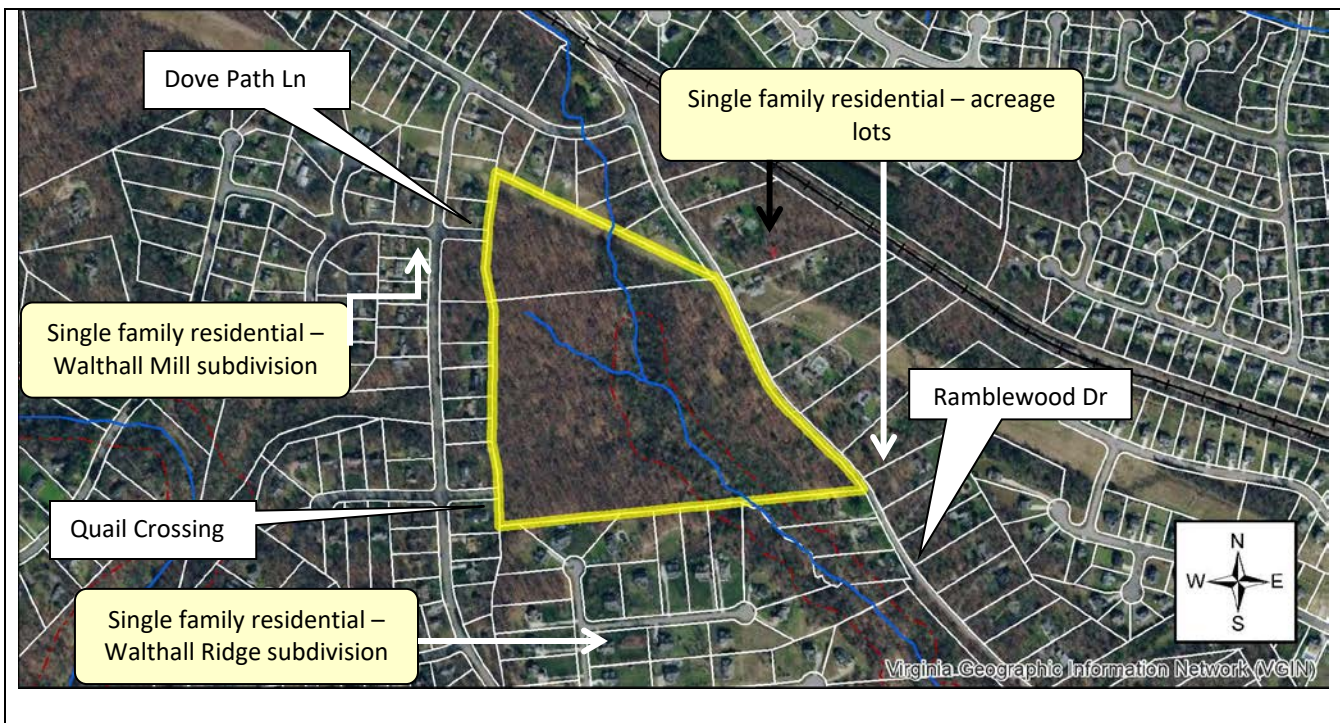 Dove Path Ln
Single family residential – acreage
lots
Single family residential –
Walthall Mill subdivision
Ramblewood Dr
Quail Crossing
N
W E
S
Single family residential –
Walthall Ridge subdivision
Virginia Geographic Information Network (VGIN)